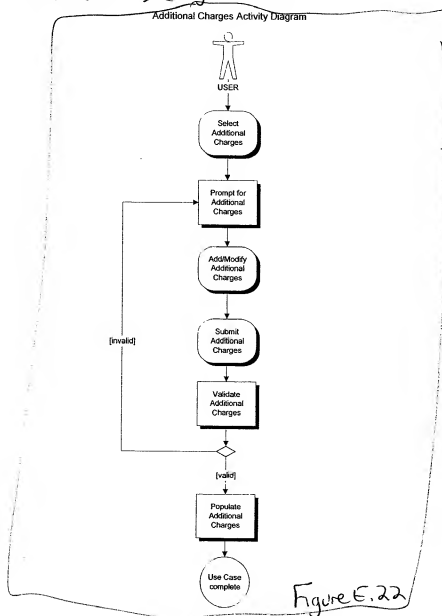 Additional Charges Activity Diagram
USER
Select
Additional
Charges
Prompt for
Additional
Charges
Add/Modify
Additional
Charges
Submit
Additional
Charges
[invalid]
Validate
Additional
Charges
[valid]
Populate
Additional
Charges
Use Case
complete
Figure E.22